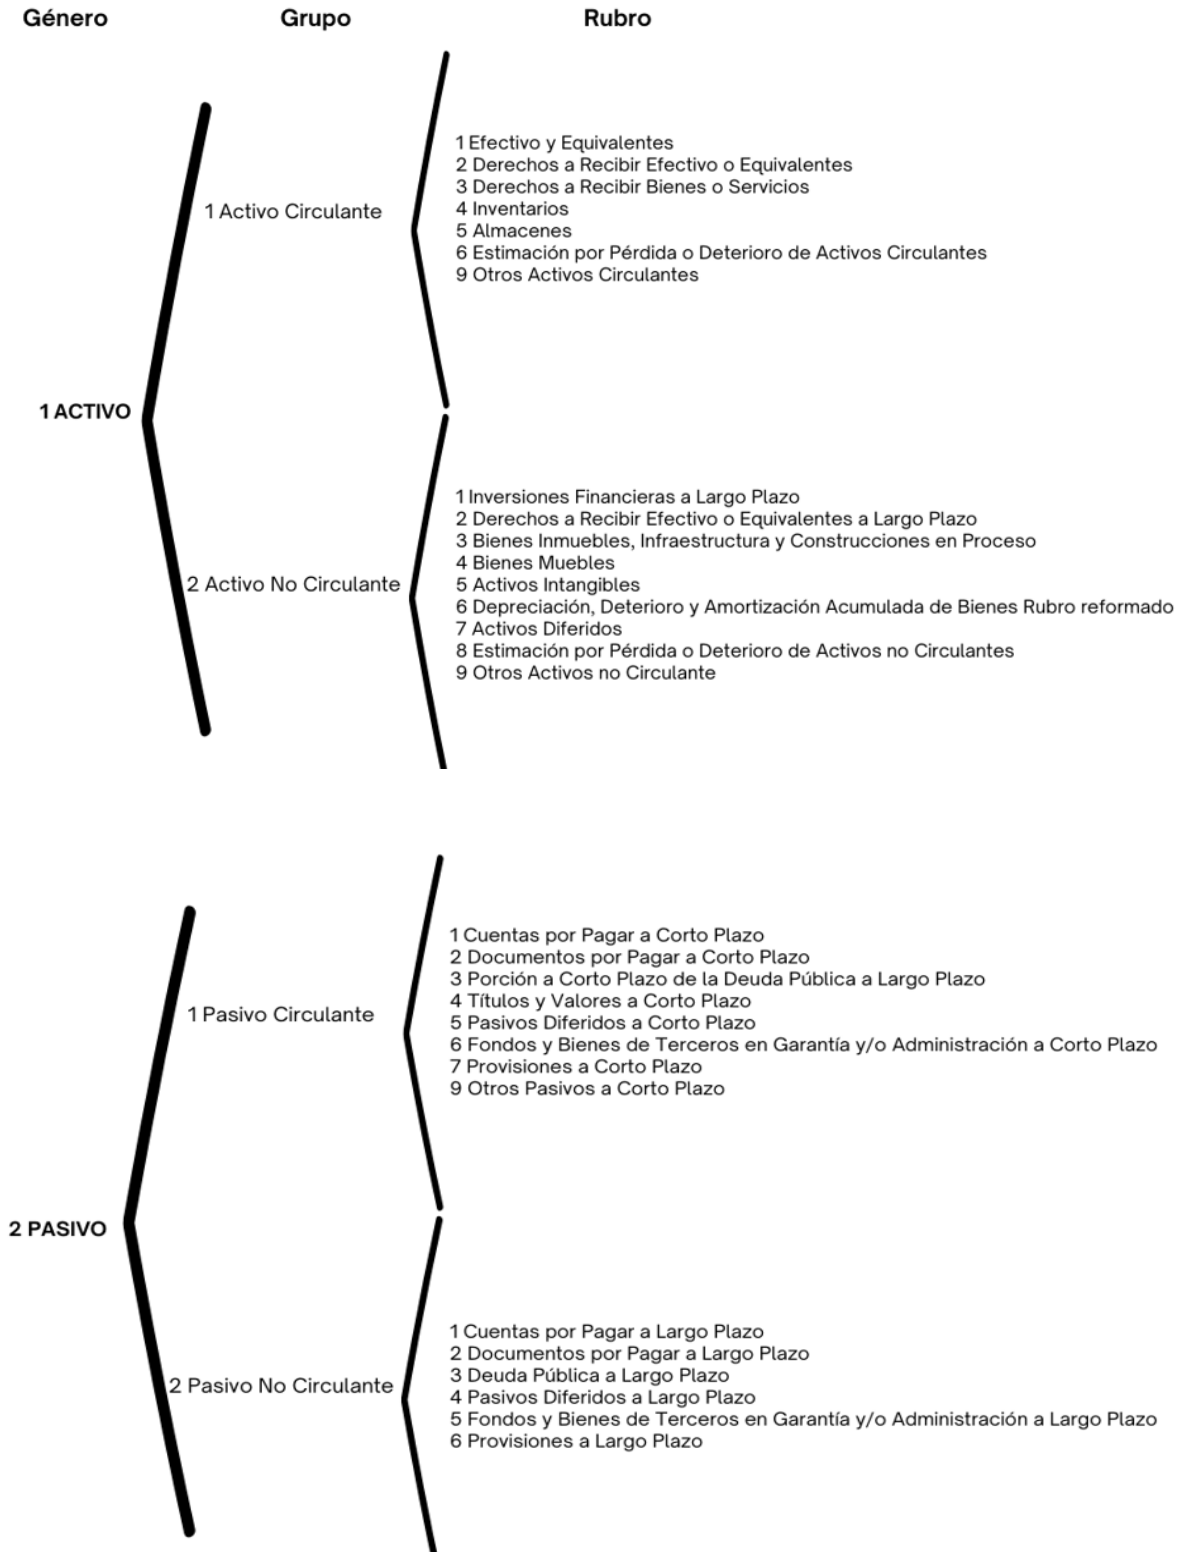 Género Grupo Rubro
1 Efectivo y Equivalentes
2 Derechos a Recibir Efectivo o Equivalentes
3 Derechos a Recibir Bienes o Servicios
1 Activo Circulante
4 Inventarios
5 Almacenes
6 Estimación por Pérdida o Deterioro de Activos Circulantes
9 Otros Activos Circulantes
1 ACTIVO
1 Inversiones Financieras a Largo Plazo
2 Derechos a Recibir Efectivo o Equivalentes a Largo Plazo
3 Bienes Inmuebles, Infraestructura y Construcciones en Proceso
4 Bienes Muebles
2 Activo No Circulante
5 Activos Intangibles
6 Depreciación, Deterioro y Amortización Acumulada de Bienes Rubro reformado
7 Activos Diferidos
8 Estimación por Pérdida o Deterioro de Activos no Circulantes
9 Otros Activos no Circulante
1 Cuentas por Pagar a Corto Plazo
2 Documentos por Pagar a Corto Plazo
3 Porción a Corto Plazo de la Deuda Pública a Largo Plazo
4 Títulos y Valores a Corto Plazo
1 Pasivo Circulante
5 Pasivos Diferidos a Corto Plazo
6 Fondos y Bienes de Terceros en Garantía y/o Administración a Corto Plazo
7 Provisiones a Corto Plazo
9 Otros Pasivos a Corto Plazo
2 PASIVO
1 Cuentas por Pagar a Largo Plazo
2 Documentos por Pagar a Largo Plazo
3 Deuda Pública a Largo Plazo
2 Pasivo No Circulante
4 Pasivos Diferidos a Largo Plazo
5 Fondos y Bienes de Terceros en Garantía y/o Administración a Largo Plazo
6 Provisiones a Largo Plazo